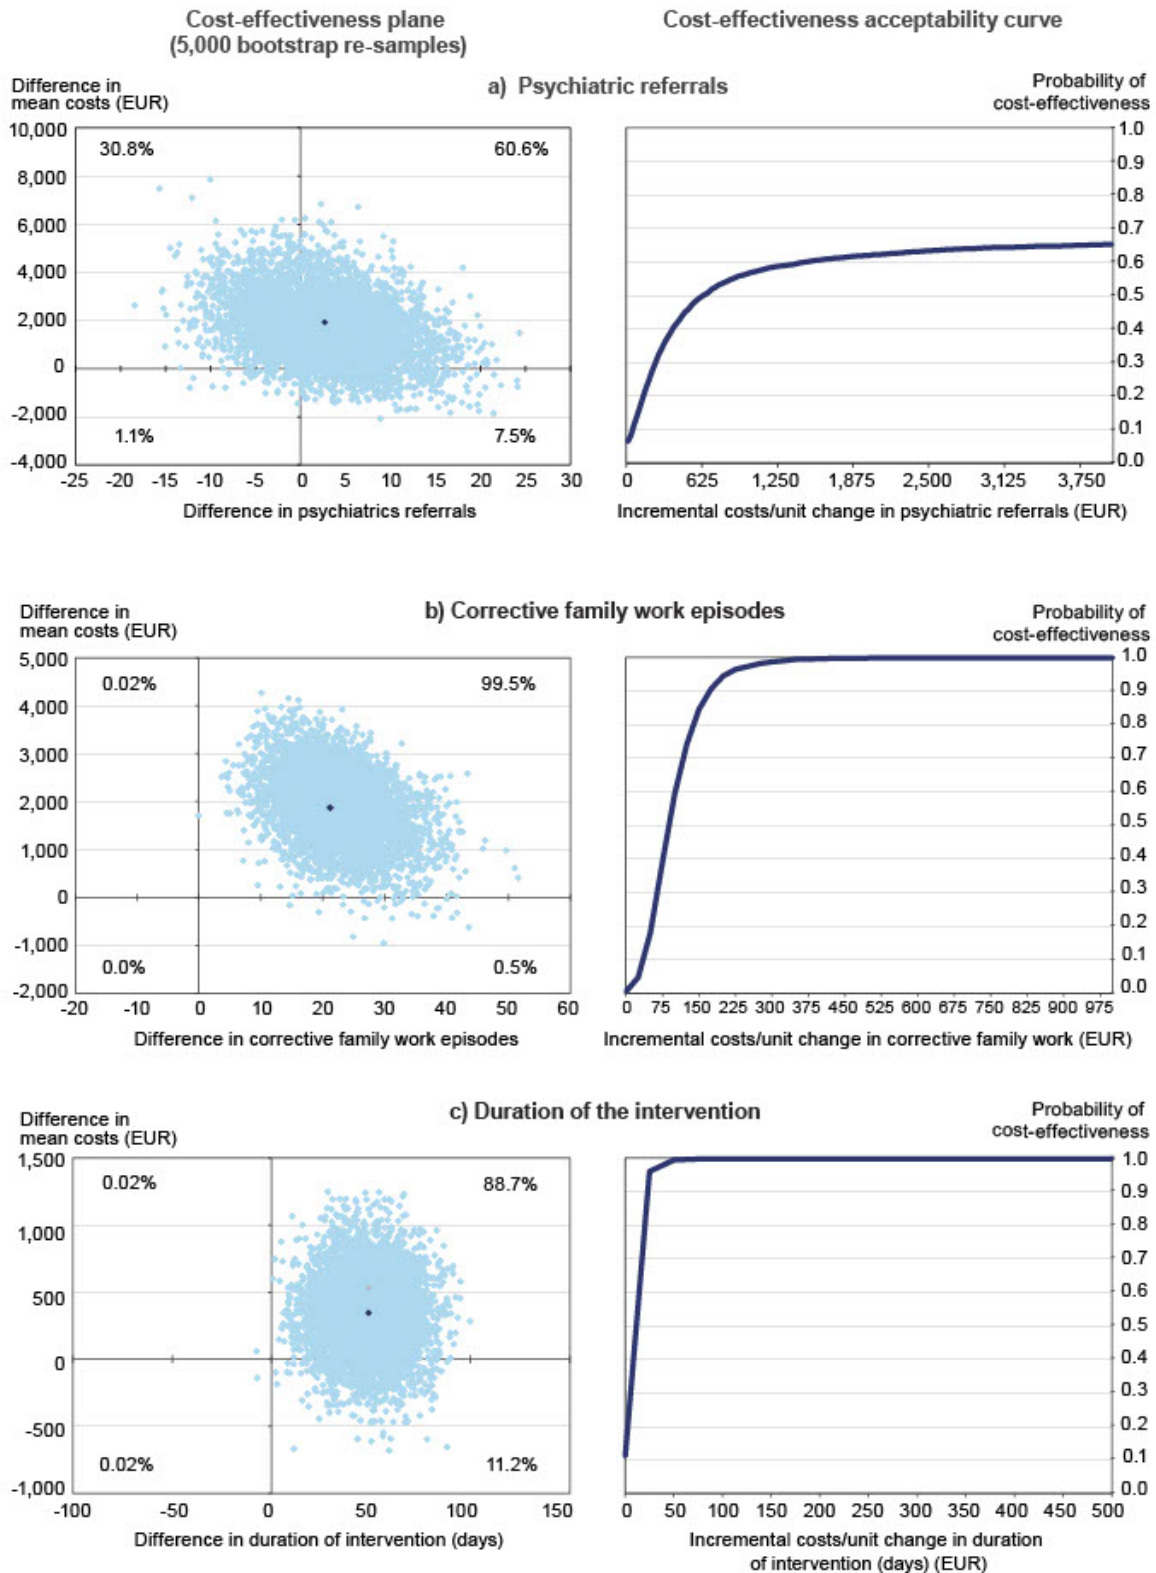 Cost-effectiveness plane
(5,000 bootstrap re-samples)
Cost-effectiveness acceptability curve
a) Psychiatric referrals
Difference in
mean costs (EUR)
10,000
8,000
6,000
4,000
2,000
0
-2,000
-4,000
30.8%
60.6%
1.1%
7.5%
-25 -20 -15 -10 -5 0 5 10 15 20 25 30
Difference in psychiatrics referrals
Probability of
cost-effectiveness
1.0
0.9
0.8
0.7
0.6
0.5
0.4
0.3
0.2
0.1
0.0
0 625 1,250 1,875 2,500 3,125 3,750
Incremental costs/unit change in psychiatric referrals (EUR)
b) Corrective family work episodes
Difference in
mean costs (EUR)
5,000
4,000
3,000
2,000
1,000
0
-1,000
-2,000
0.02%
99.5%
0.0%
0.5%
-20 -10 0 10 20 30 40 50 60
Difference in corrective family work episodes
Probability of
cost-effectiveness
1.0
0.9
0.8
0.7
0.6
0.5
0.4
0.3
0.2
0.1
0.0
0 75 150 225 300 375 450 525 600 675 750 825 900 975
Incremental costs/unit change in corrective family work (EUR)
c) Duration of the intervention
Difference in
mean costs (EUR)
1,500
1,000
500
0
-500
-1,000
0.02%
88.7%
0.02%
11.2%
-100 -50 0 50 100 150
Difference in duration of intervention (days)
Probability of
cost-effectiveness
1.0
0.9
0.8
0.7
0.6
0.5
0.4
0.3
0.2
0.1
0.0
0 50 100 150 200 250 300 350 400 450 500
Incremental costs/unit change in duration
of intervention (days) (EUR)